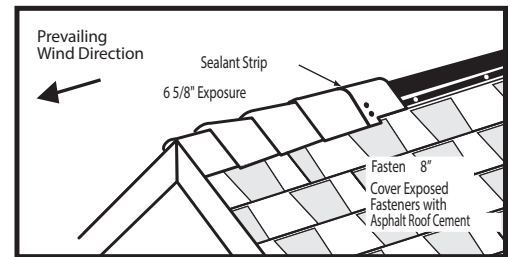 Prevailing
Wind Direction
Sealant Strip
6 5/8" Exposure
Fasten 8"
Cover Exposed
Fasteners with
Asphalt Roof Cement